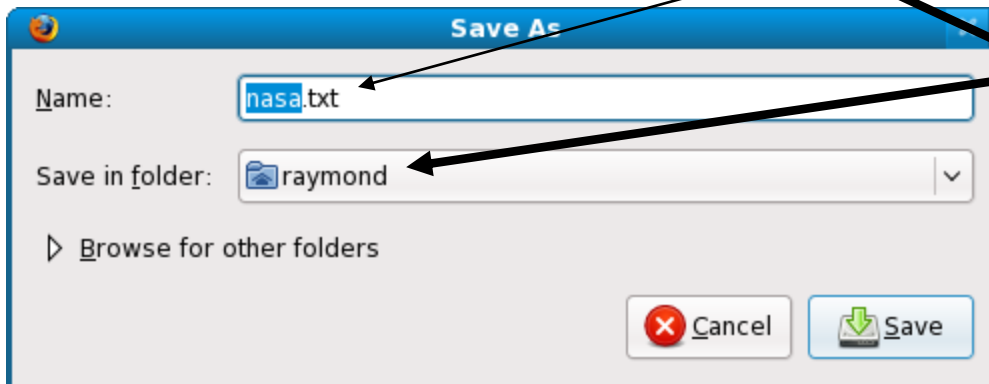 Save As
Name: nasa.txt
Save in folder: raymond
Browse for other folders
Cancel Save